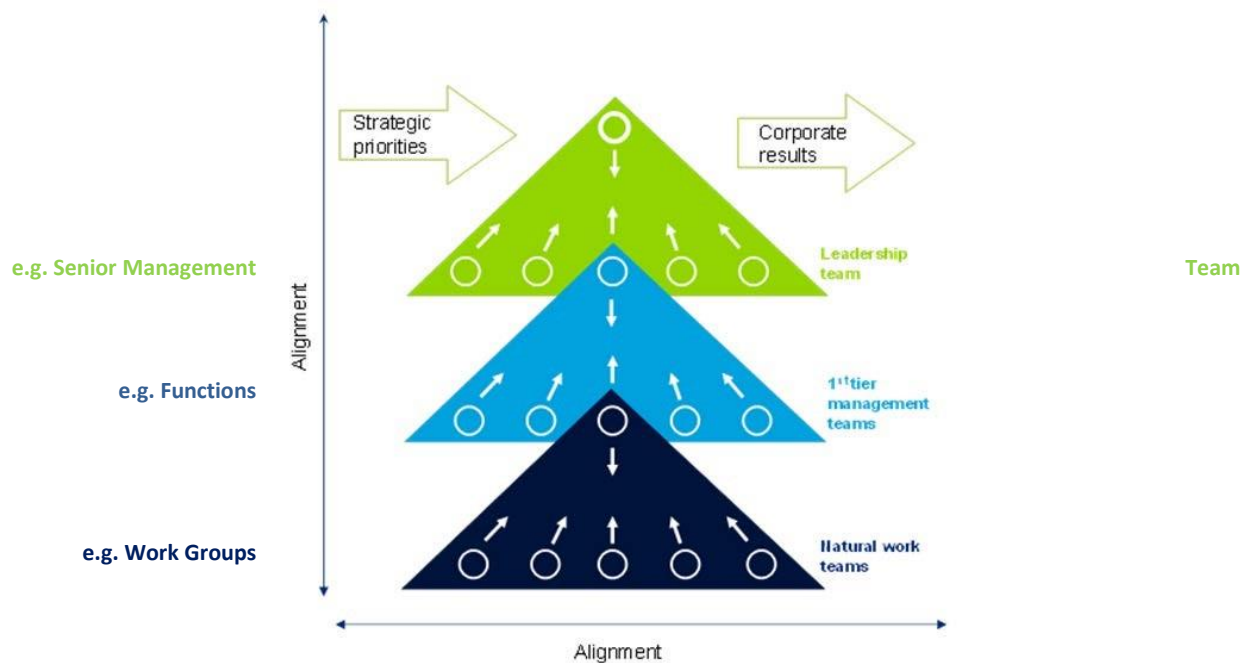 Strategic
priorities
Corporate
results
e.g. Senior Management
Leadership
team
Team
Alignment
e.g. Functions
1st tier
management
teams
e.g. Work Groups
Natural work
teams
Alignment